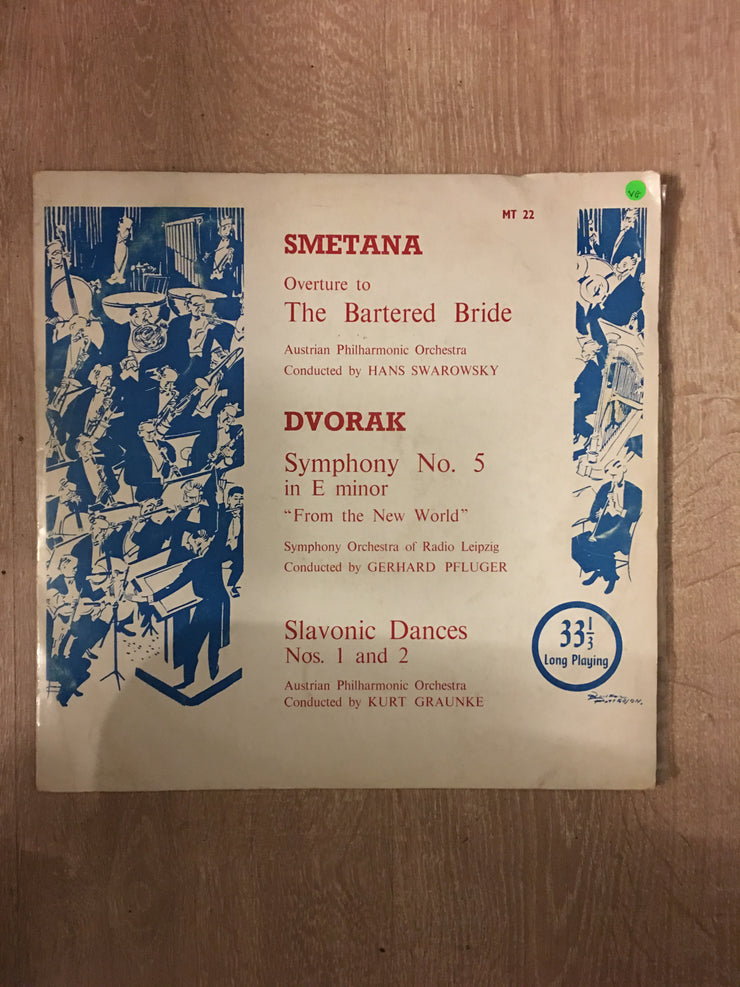 VG
MT 22
SMETANA
Overture to
The Bartered Bride
Austrian Philharmonic Orchestra
Conducted by HANS SWAROWSKY
DVORAK
Symphony No. 5
in E minor
“From the New World”
Symphony Orchestra of Radio Leipzig
Conducted by GERHARD PFLUGER
Slavonic Dances
Nos. 1 and 2
Austrian Philharmonic Orchestra
Conducted by KURT GRAUNKE
33⅓
Long Playing